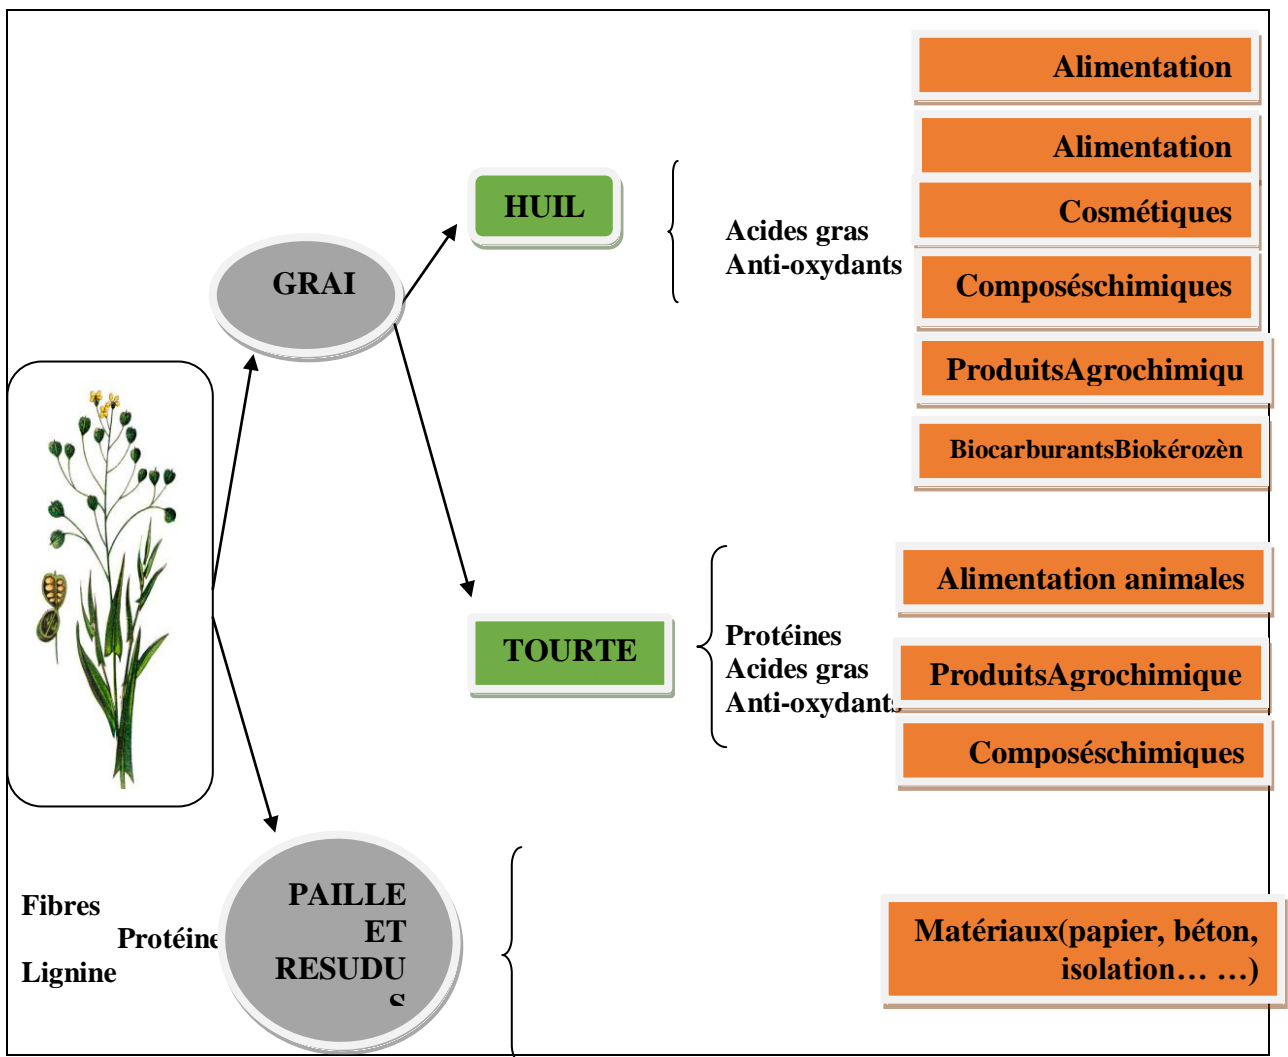 Alimentation
Alimentation
HUIL
Cosmétiques
Acides gras
Anti-oxydants
GRAI
Composéschimiques
ProduitsAgrochimiqu
BiocarburantsBiokérozèn
Alimentation animales
TOURTE
Protéines
Acides gras
Anti-oxydants
ProduitsAgrochimique
Composéschimiques
Fibres
Protéine
Lignine
PAILLE
ET
RESUDU
S
Matériaux(papier, béton,
isolation… …)